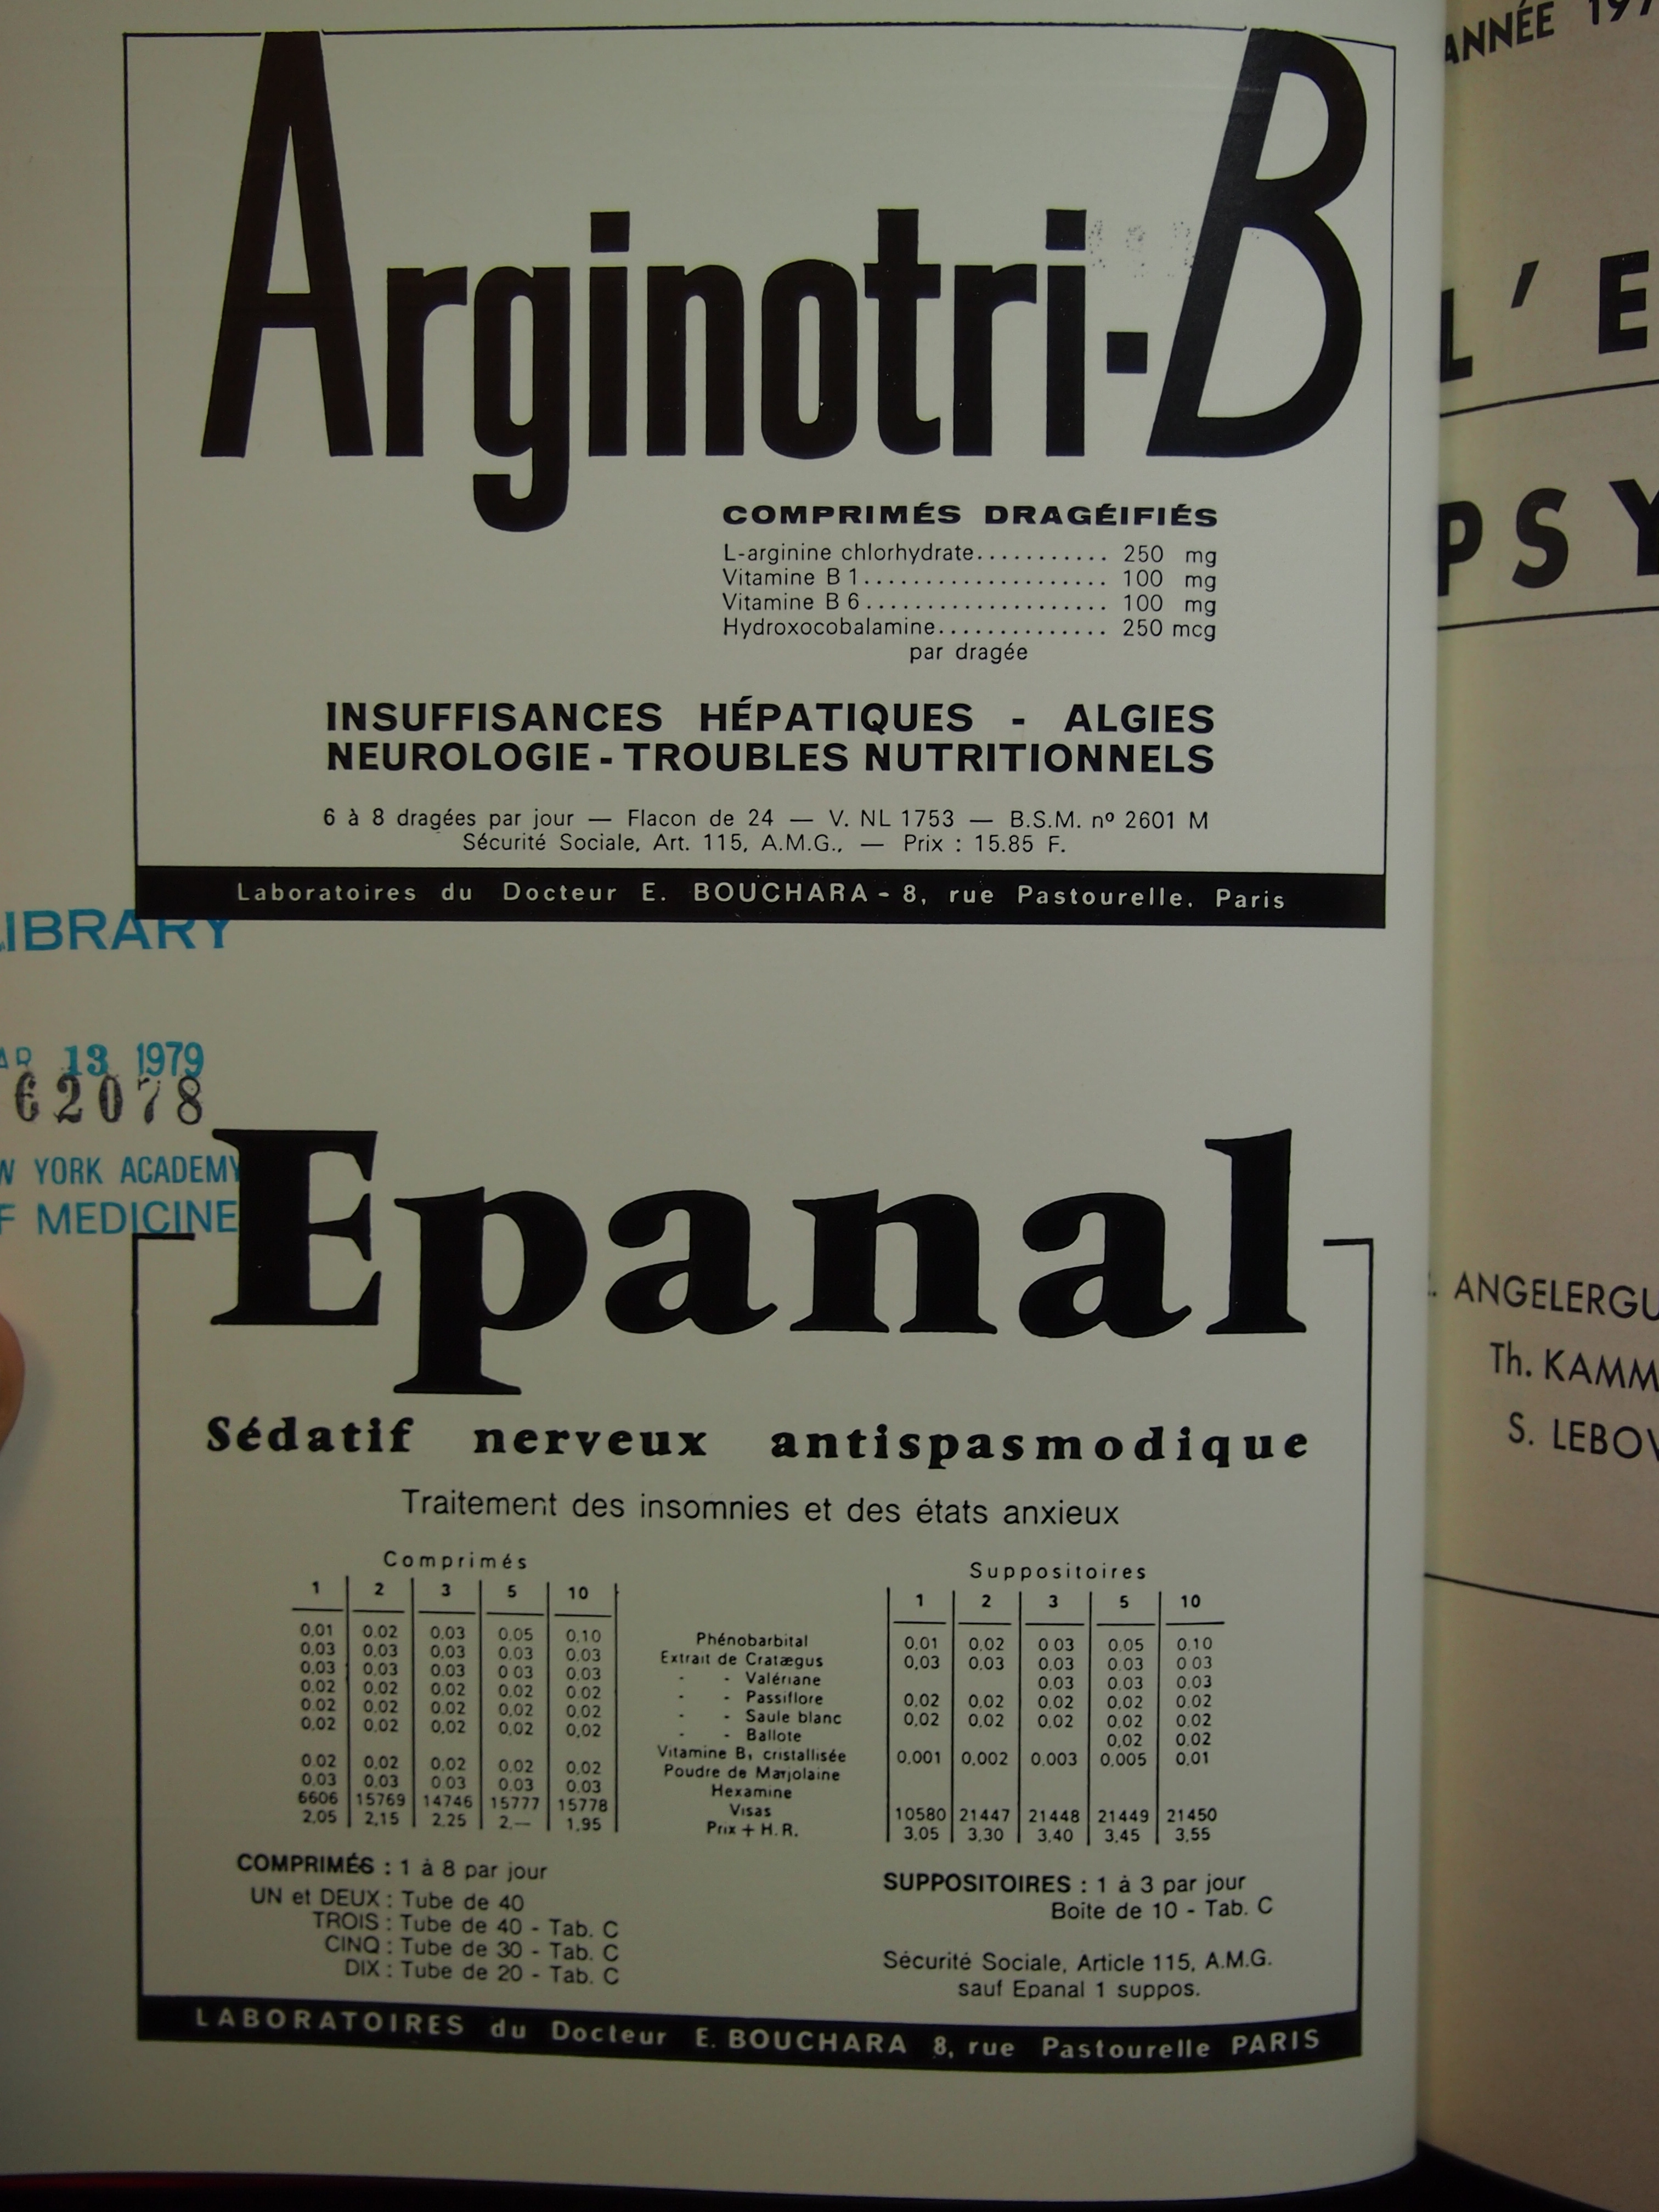 Arginotri-B
COMPRIMÉS DRAGÉIFIÉS
L-arginine chlorhydrate........... 250 mg
Vitamine B 1.................... 100 mg
Vitamine B 6.................... 100 mg
Hydroxocobalamine.............. 250 mcg
par dragée
INSUFFISANCES HÉPATIQUES - ALGIES
NEUROLOGIE - TROUBLES NUTRITIONNELS
6 à 8 dragées par jour — Flacon de 24 — V. NL 1753 — B.S.M. nº 2601 M
Sécurité Sociale, Art. 115, A.M.G., — Prix : 15.85 F.
Laboratoires du Docteur E. BOUCHARA - 8, rue Pastourelle. Paris
LIBRARY
13 1979
62078
YORK ACADEMY
MEDICINE
Epanal
Sédatif nerveux antispasmodique
Traitement des insomnies et des états anxieux
Comprimés
1 2 3 5 10
0.01 0.02 0.03 0.05 0.10
0.03 0.03 0.03 0.03 0.03
0.03 0.03 0.03 0 03 0.03
0.02 0.02 0.02 0.02 0.02
0.02 0.02 0.02 0.02 0.02
0.02 0.02 0,02 0,02 0,02
0.02 0,02 0.02 0.02 0.02
0.03 0.03 0.03 0.03 0.03
6606 15769 14746 15777 15778
2,05 2,15 2.25 2.— 1,95
Phénobarbital
Extrait de Cratægus
- - Valériane
- - Passiflore
- - Saule blanc
- - Ballote
Vitamine B₁ cristallisée
Poudre de Marjolaine
Hexamine
Visas
Prix + H. R.
Suppositoires
1 2 3 5 10
0.01 0.02 0 03 0.05 0.10
0,03 0.03 0.03 0.03 0 03
0.03 0.03 0.03
0.02 0.02 0.02 0.02 0.02
0.02 0.02 0.02 0.02 0.02
0,02 0.02
0,001 0,002 0.003 0.005 0.01
10580 21447 21448 21449 21450
3,05 3,30 3,40 3,45 3,55
COMPRIMÉS : 1 à 8 par jour
UN et DEUX : Tube de 40
TROIS : Tube de 40 - Tab. C
CINQ : Tube de 30 - Tab. C
DIX : Tube de 20 - Tab. C
SUPPOSITOIRES : 1 à 3 par jour
Boîte de 10 - Tab. C
Sécurité Sociale, Article 115, A.M.G.
sauf Epanal 1 suppos.
LABORATOIRES du Docteur E. BOUCHARA 8, rue Pastourelle PARIS
ANNÉE 197
L'E
PSY
ANGELERGU
Th. KAMM
S. LEBOV